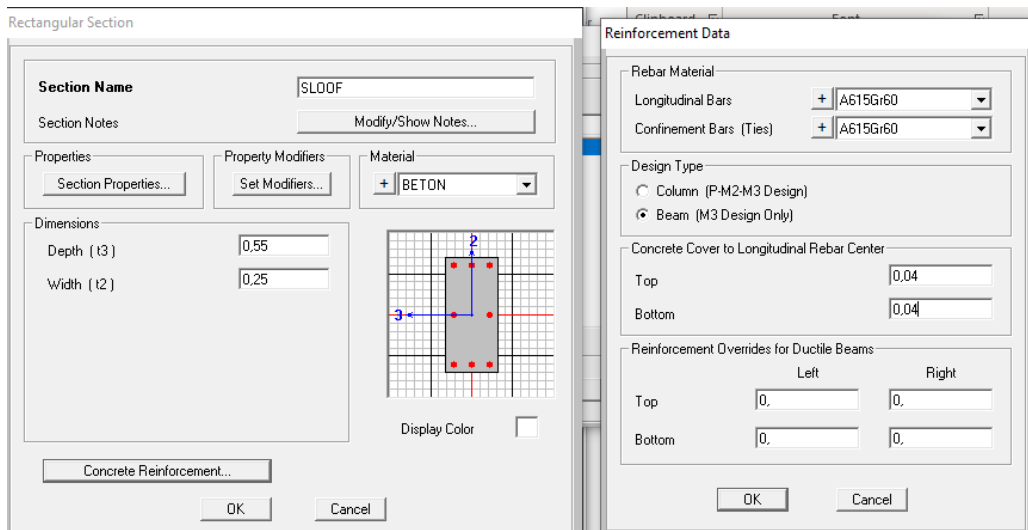 Clipboard
Font
Rectangular Section
Section Name
SLOOF
Section Notes
Modify/Show Notes...
Properties
Section Properties...
Property Modifiers
Set Modifiers...
Material
+
BETON
Dimensions
Depth ( t3 )
0,55
Width ( t2 )
0,25
2
3
Display Color
Concrete Reinforcement...
OK
Cancel
Reinforcement Data
Rebar Material
Longitudinal Bars
+
A615Gr60
Confinement Bars (Ties)
+
A615Gr60
Design Type
Column (P-M2-M3 Design)
Beam (M3 Design Only)
Concrete Cover to Longitudinal Rebar Center
Top
0,04
Bottom
0,04
Reinforcement Overrides for Ductile Beams
Left
Right
Top
0,
0,
Bottom
0,
0,
OK
Cancel